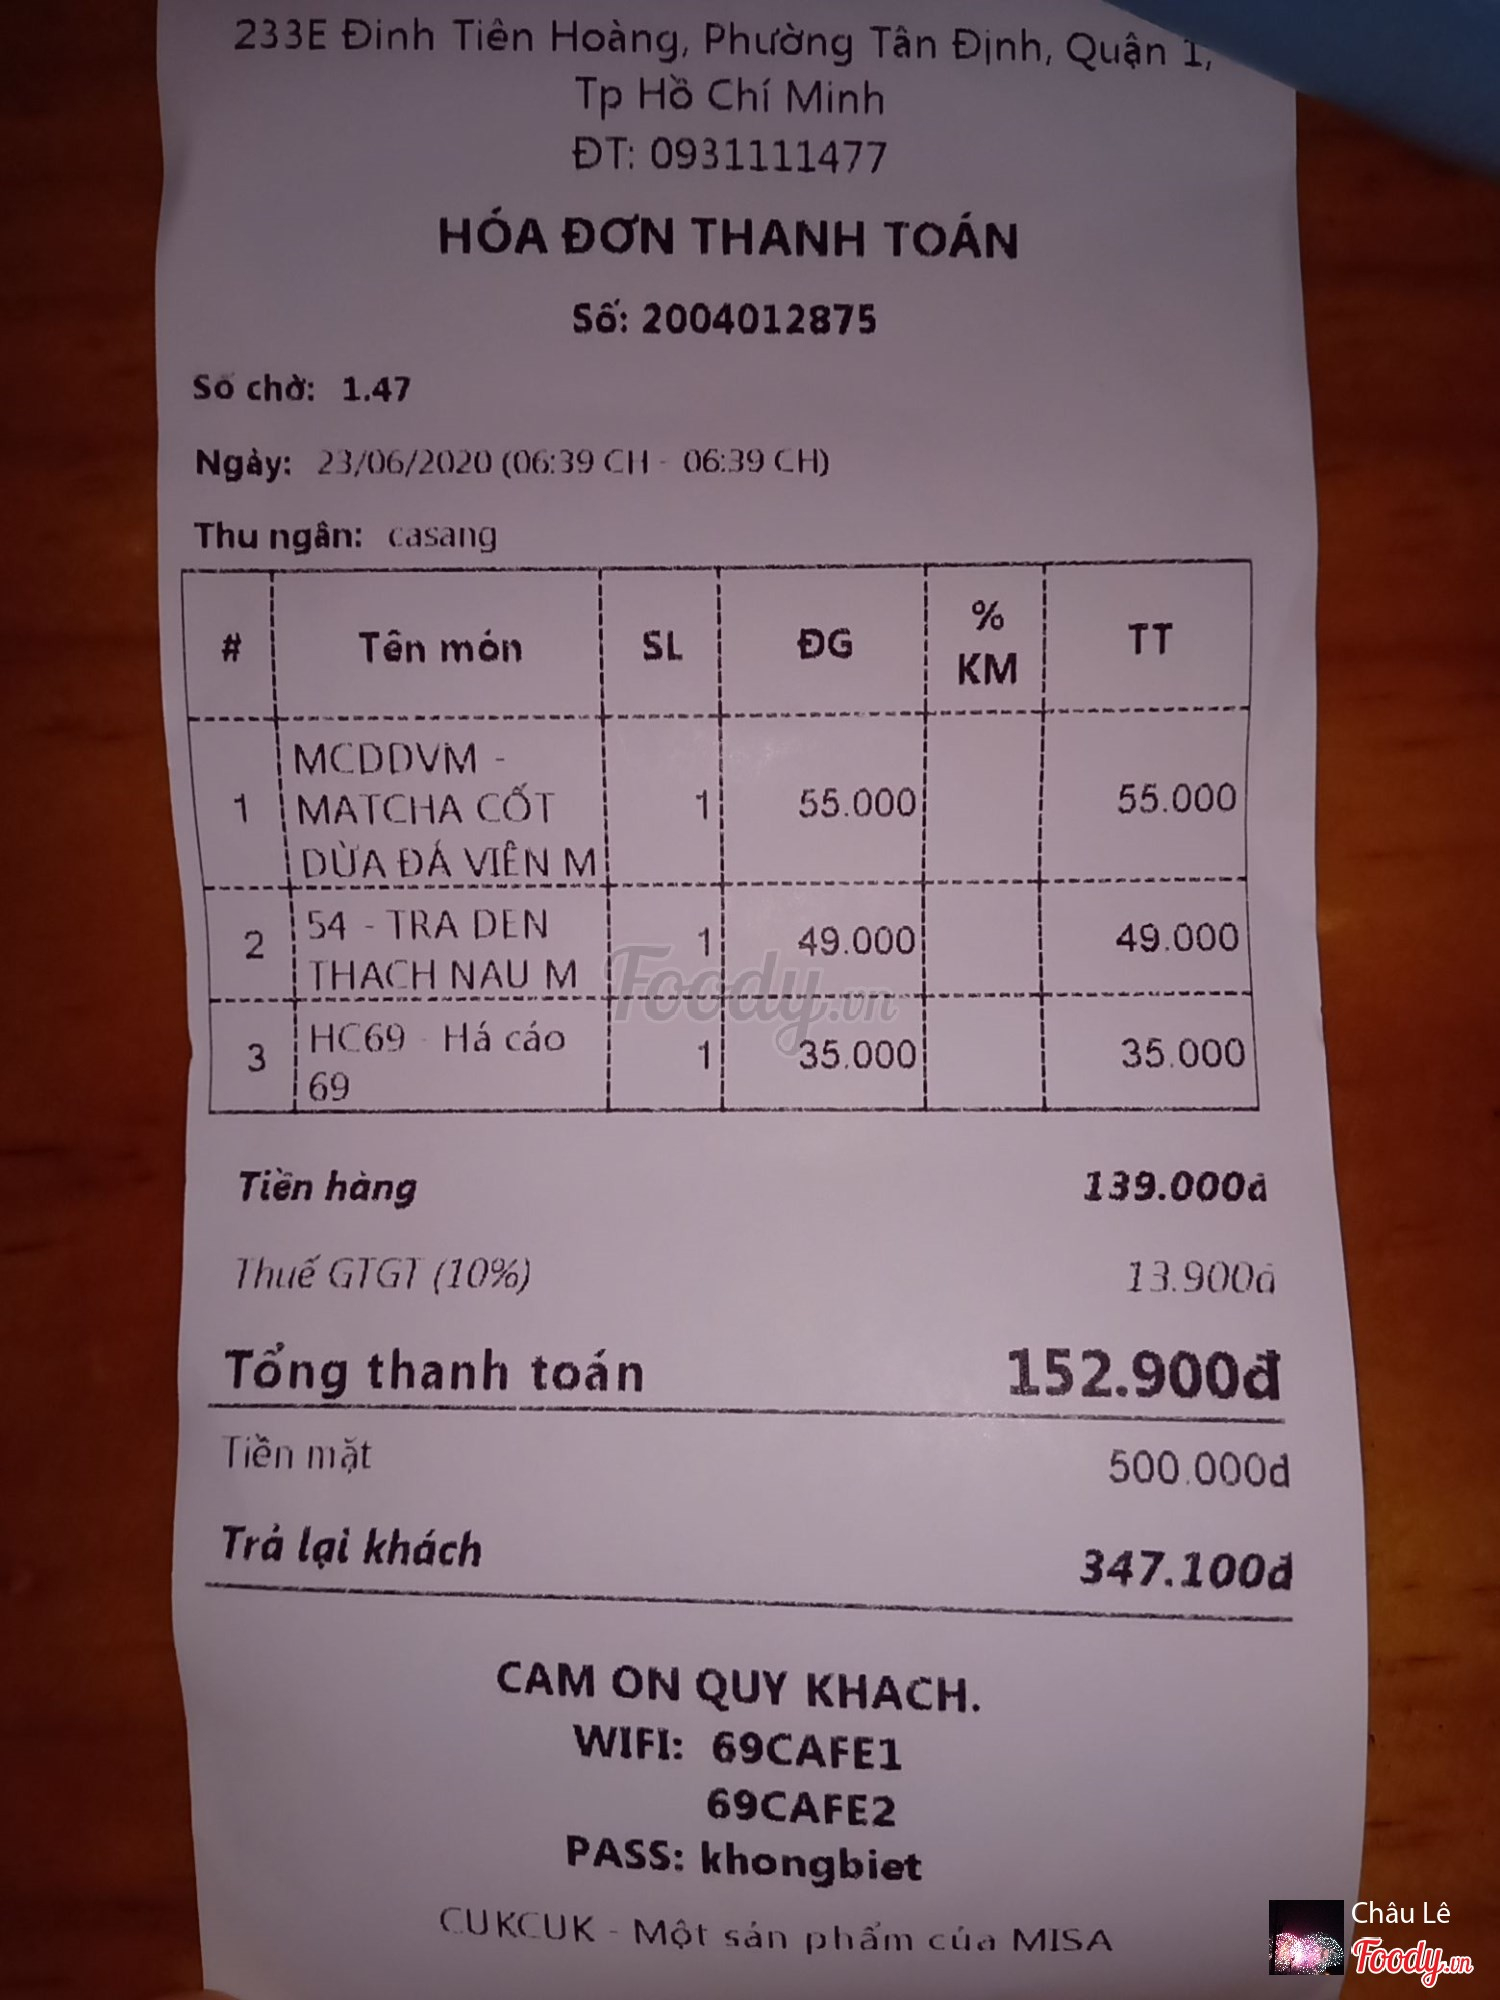 233E Đinh Tiên Hoàng, Phường Tân Định, Quận 1,
Tp Hồ Chí Minh
ĐT: 0931111477
HÓA ĐƠN THANH TOÁN
Số: 2004012875
Số chờ: 1.47
Ngày: 23/06/2020 (06:39 CH - 06:39 CH)
Thu ngân: casang
# Tên món SL ĐG % KM TT
1 MCDDVM - MATCHA CỐT DỪA ĐÁ VIÊN M 1 55.000 55.000
2 54 - TRA DEN THACH NAU M 1 49.000 49.000
3 HC69 - Há cảo 69 1 35.000 35.000
Tiền hàng 139.000đ
Thuế GTGT (10%) 13.900đ
Tổng thanh toán 152.900đ
Tiền mặt 500.000đ
Trả lại khách 347.100đ
CAM ON QUY KHACH.
WIFI: 69CAFE1
69CAFE2
PASS: khongbiet
CUKCUK - Một sản phẩm của MISA
Foody.vn
Châu Lê
Foody.vn